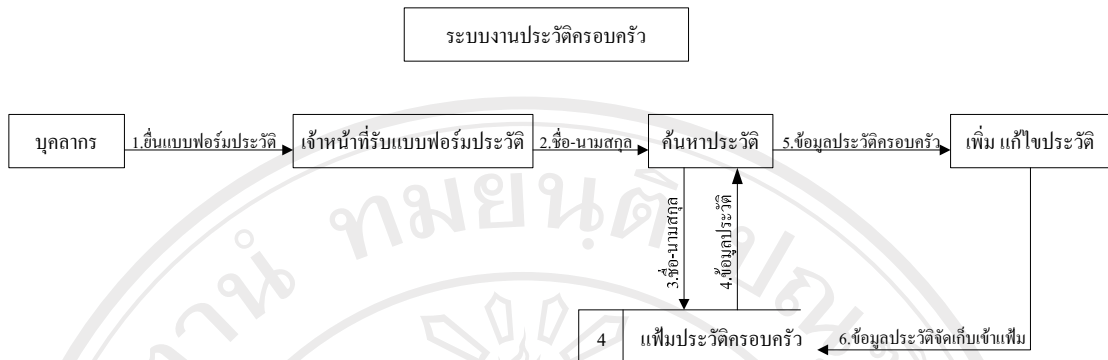 ระบบงานประวัติครอบครัว
บุคลากร
1.ยื่นแบบฟอร์มประวัติ
เจ้าหน้าที่รับแบบฟอร์มประวัติ
2.ชื่อ-นามสกุล
ค้นหาประวัติ
5.ข้อมูลประวัติครอบครัว
เพิ่ม แก้ไขประวัติ
3.ชื่อ-นามสกุล
4.ข้อมูลประวัติ
4
แฟ้มประวัติครอบครัว
6.ข้อมูลประวัติจัดเก็บเข้าแฟ้ม